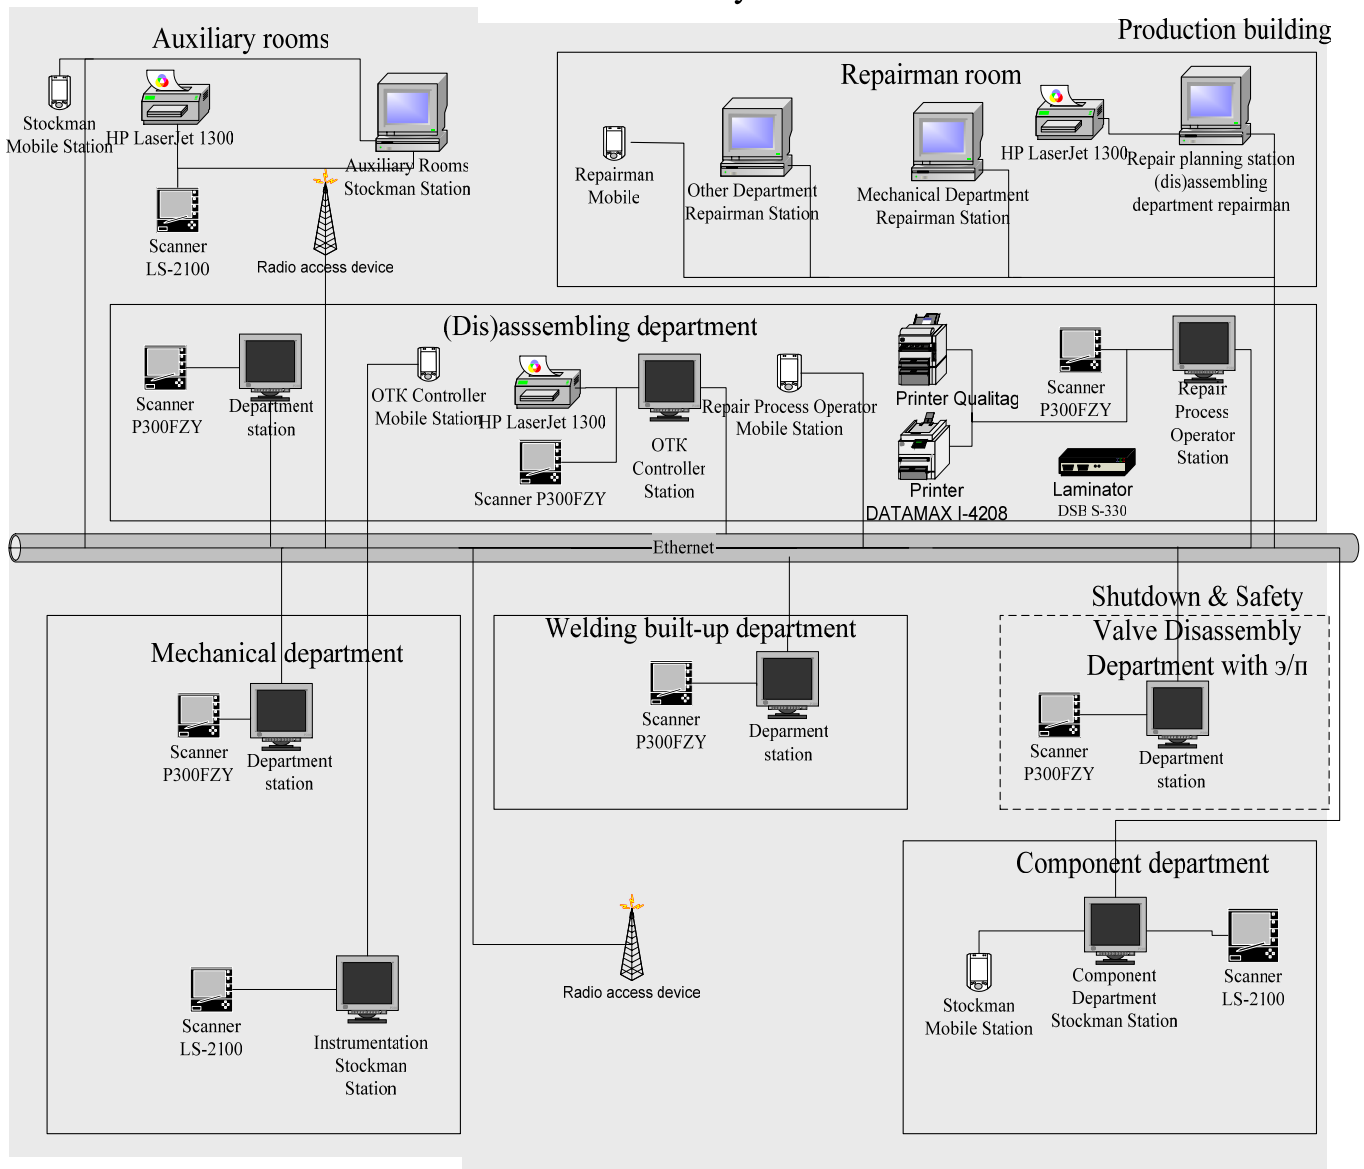 Production building
Auxiliary rooms
Stockman
Mobile Station
HP LaserJet 1300
Auxiliary Rooms
Stockman Station
Scanner
LS-2100
Radio access device
Repairman room
Repairman
Mobile
Other Department
Repairman Station
Mechanical Department
Repairman Station
HP LaserJet 1300
Repair planning station
(dis)assembling
department repairman
(Dis)asssembling department
Scanner
P300FZY
Department
station
OTK Controller
Mobile Station
HP LaserJet 1300
Scanner P300FZY
OTK
Controller
Station
Repair Process Operator
Mobile Station
Printer Qualitag
Printer
DATAMAX I-4208
Scanner
P300FZY
Laminator
DSB S-330
Repair
Process
Operator
Station
Ethernet
Mechanical department
Scanner
P300FZY
Department
station
Scanner
LS-2100
Instrumentation
Stockman
Station
Welding built-up department
Scanner
P300FZY
Deparment
station
Radio access device
Shutdown & Safety
Valve Disassembly
Department with э/п
Scanner
P300FZY
Department
station
Component department
Stockman
Mobile Station
Component
Department
Stockman Station
Scanner
LS-2100